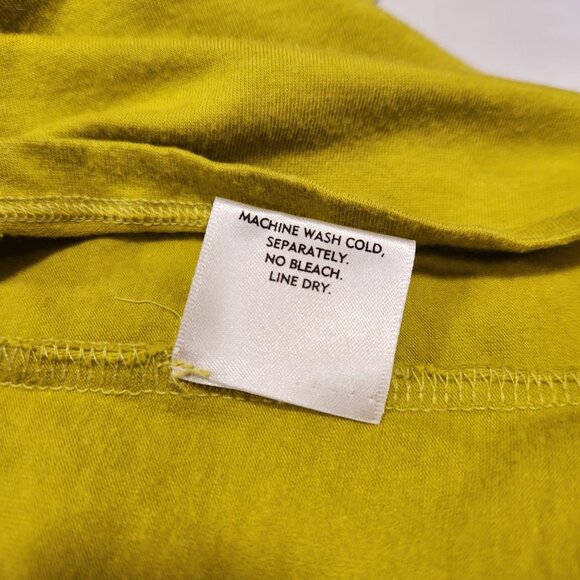 MACHINE WASH COLD,
SEPARATELY.
NO BLEACH.
LINE DRY.